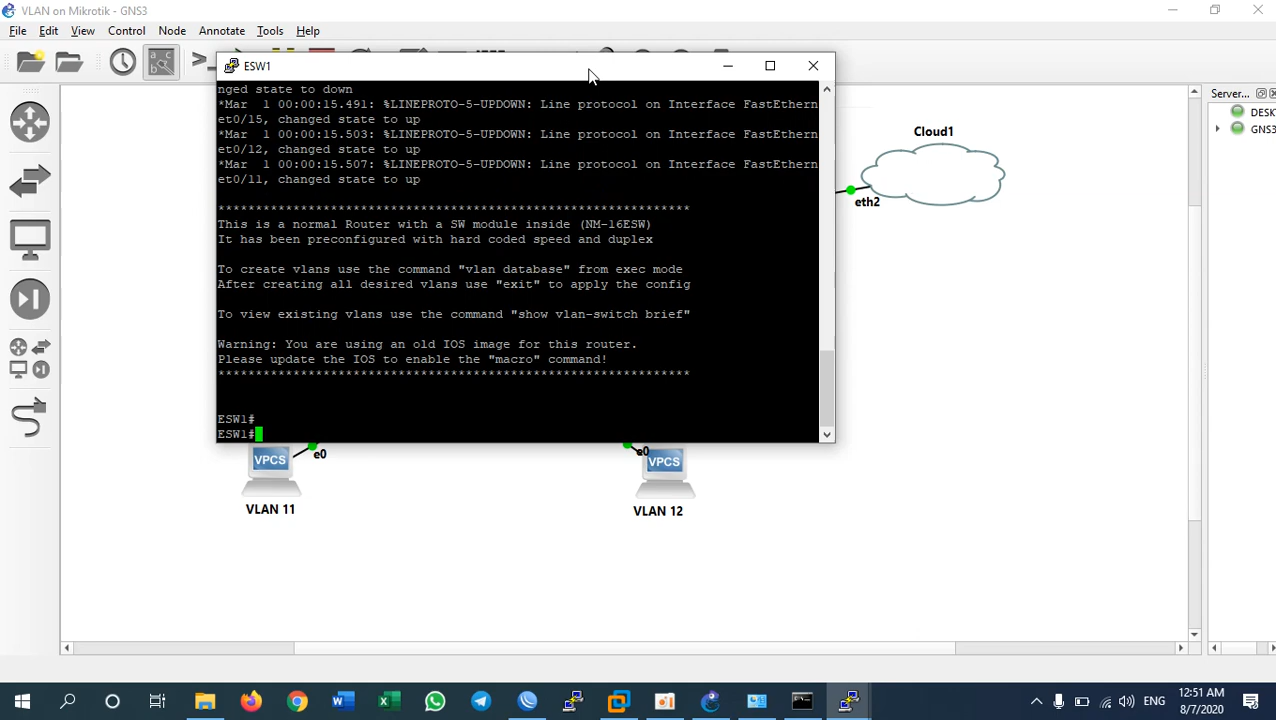 VLAN on Mikrotik - GNS3
File Edit View Control Node Annotate Tools Help
ESW1
nged state to down
*Mar  1 00:00:15.491: %LINEPROTO-5-UPDOWN: Line protocol on Interface FastEthern
et0/15, changed state to up
*Mar  1 00:00:15.503: %LINEPROTO-5-UPDOWN: Line protocol on Interface FastEthern
et0/12, changed state to up
*Mar  1 00:00:15.507: %LINEPROTO-5-UPDOWN: Line protocol on Interface FastEthern
et0/11, changed state to up
***************************************************************
This is a normal Router with a SW module inside (NM-16ESW)
It has been preconfigured with hard coded speed and duplex
To create vlans use the command "vlan database" from exec mode
After creating all desired vlans use "exit" to apply the config
To view existing vlans use the command "show vlan-switch brief"
Warning: You are using an old IOS image for this router.
Please update the IOS to enable the "macro" command!
***************************************************************
ESW1#
ESW1#
Servers...
DESK
GNS3
Cloud1
eth2
VPCS
e0
VLAN 11
e0
VPCS
VLAN 12
ENG
12:51 AM
8/7/2020